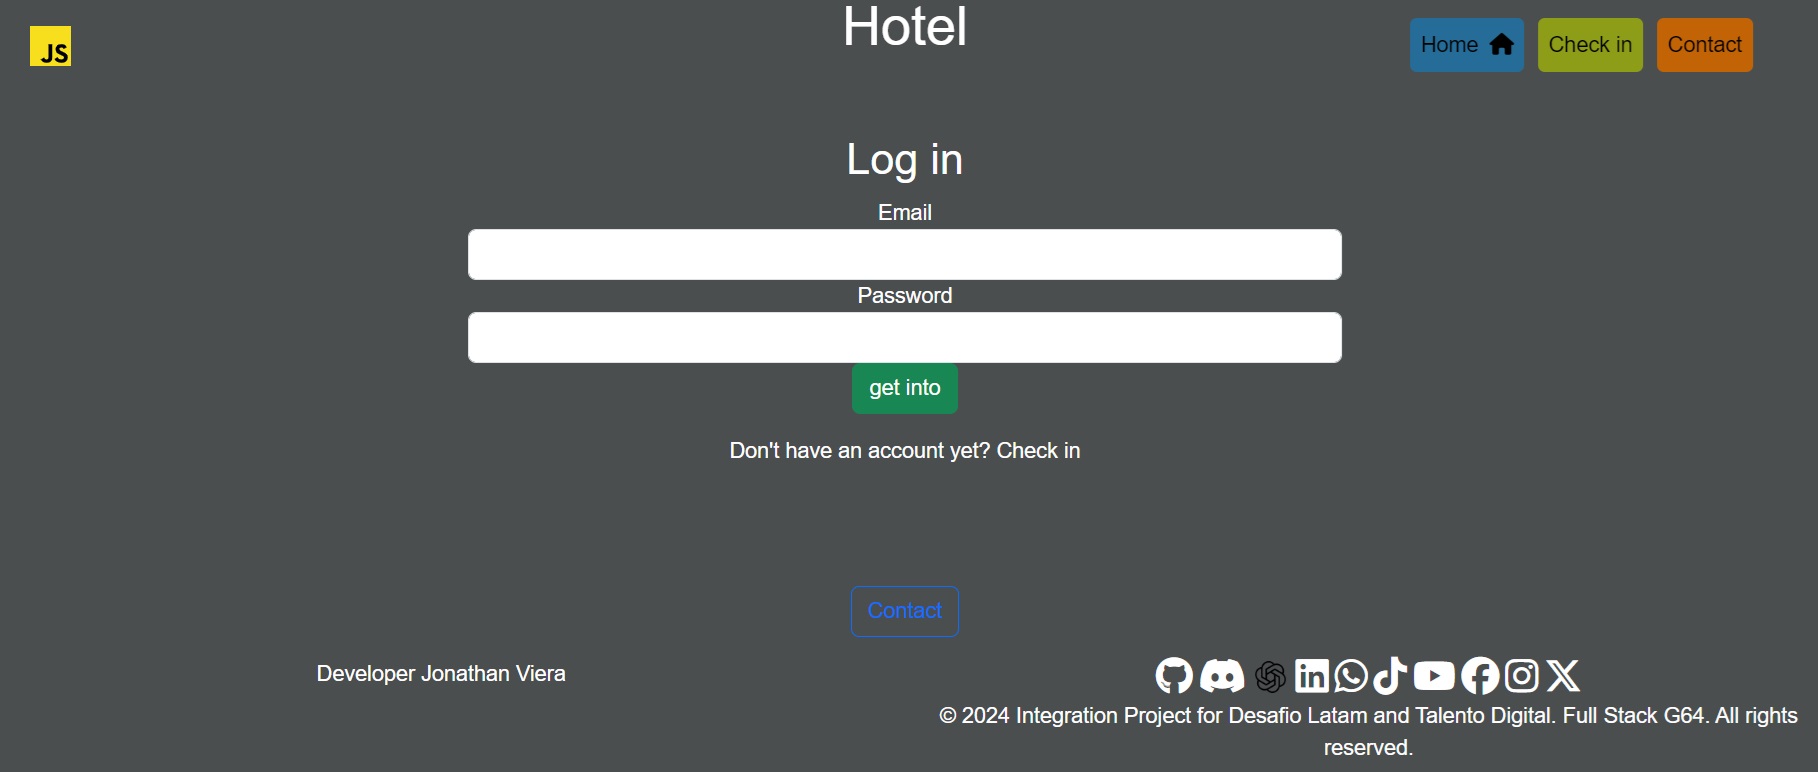 JS
Hotel
Home
Check in
Contact
Log in
Email
Password
get into
Don't have an account yet? Check in
Contact
Developer Jonathan Viera
in
© 2024 Integration Project for Desafio Latam and Talento Digital. Full Stack G64. All rights
reserved.